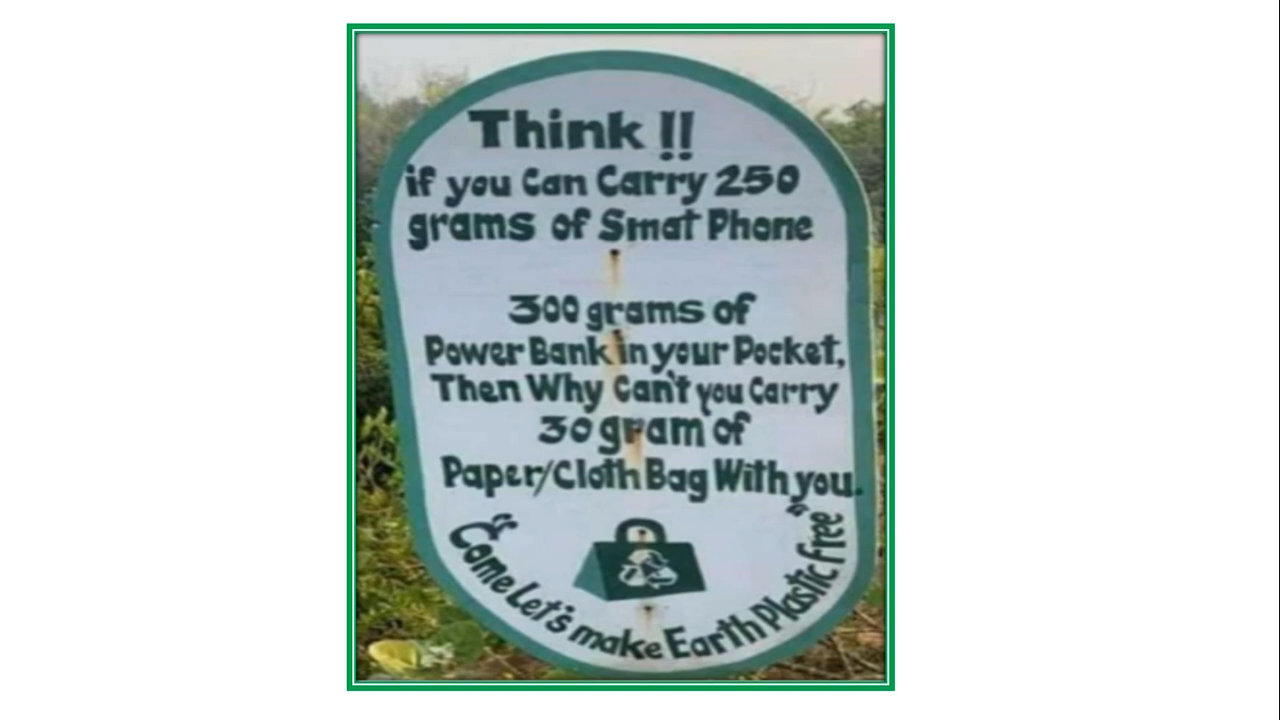 Think !!
if you Can Carry 250
grams of Smat Phone
300 grams of
Power Bank in your Pocket,
Then Why Can't you Carry
30 gram of
Paper/Cloth Bag With you.
"Come Let's make Earth Plastic free"